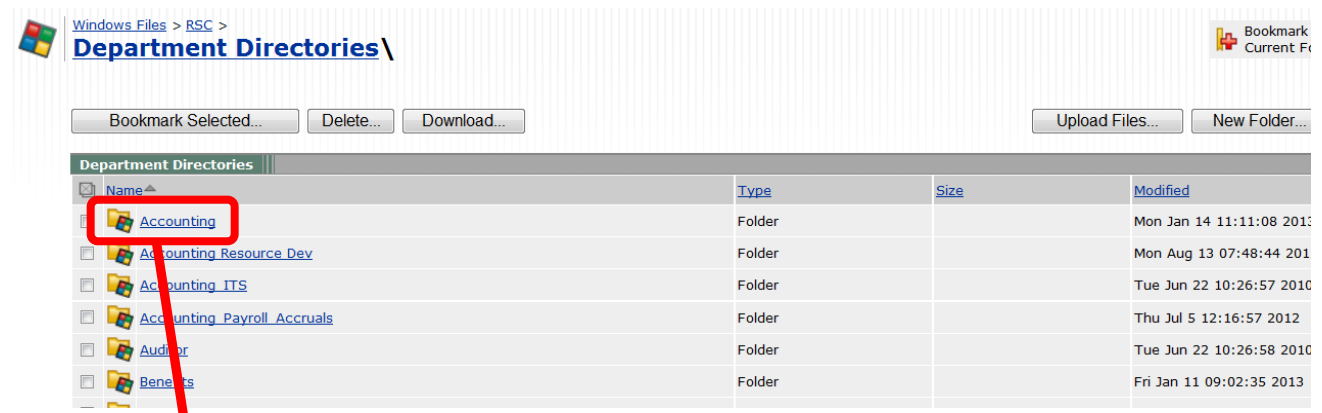 Windows Files > RSC >
Department Directories\
Bookmark
Current Fo
Bookmark Selected... Delete... Download... Upload Files... New Folder...
Department Directories
Name Type Size Modified
Accounting Folder Mon Jan 14 11:11:08 2013
Accounting Resource Dev Folder Mon Aug 13 07:48:44 201
Accounting_ITS Folder Tue Jun 22 10:26:57 2010
Accounting_Payroll_Accruals Folder Thu Jul 5 12:16:57 2012
Auditor Folder Tue Jun 22 10:26:58 2010
Benefits Folder Fri Jan 11 09:02:35 2013